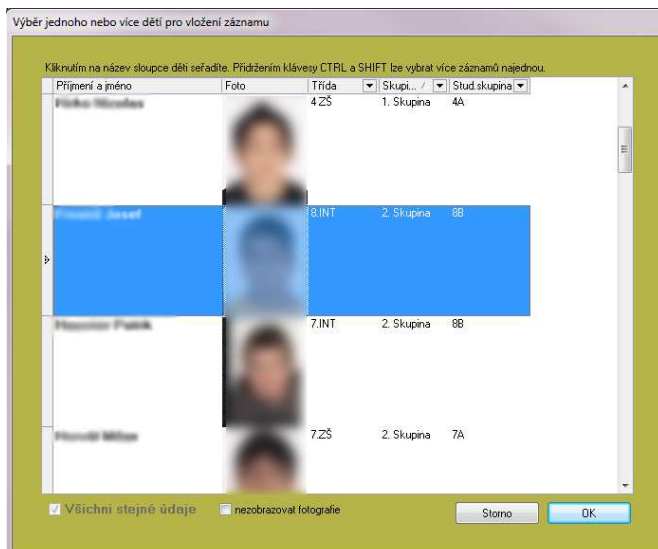 Výběr jednoho nebo více dětí pro vložení záznamu
Kliknutím na název sloupce děti seřadíte. Přidržením klávesy CTRL a SHIFT lze vybrat více záznamů najednou.
Příjmení a jméno Foto Třída Skupi... Stud.skupina
4.ZŠ 1. Skupina 4A
8.INT 2. Skupina 8B
7.INT 2. Skupina 8B
7.ZŠ 2. Skupina 7A
Všichni stejné údaje nezobrazovat fotografie Storno OK